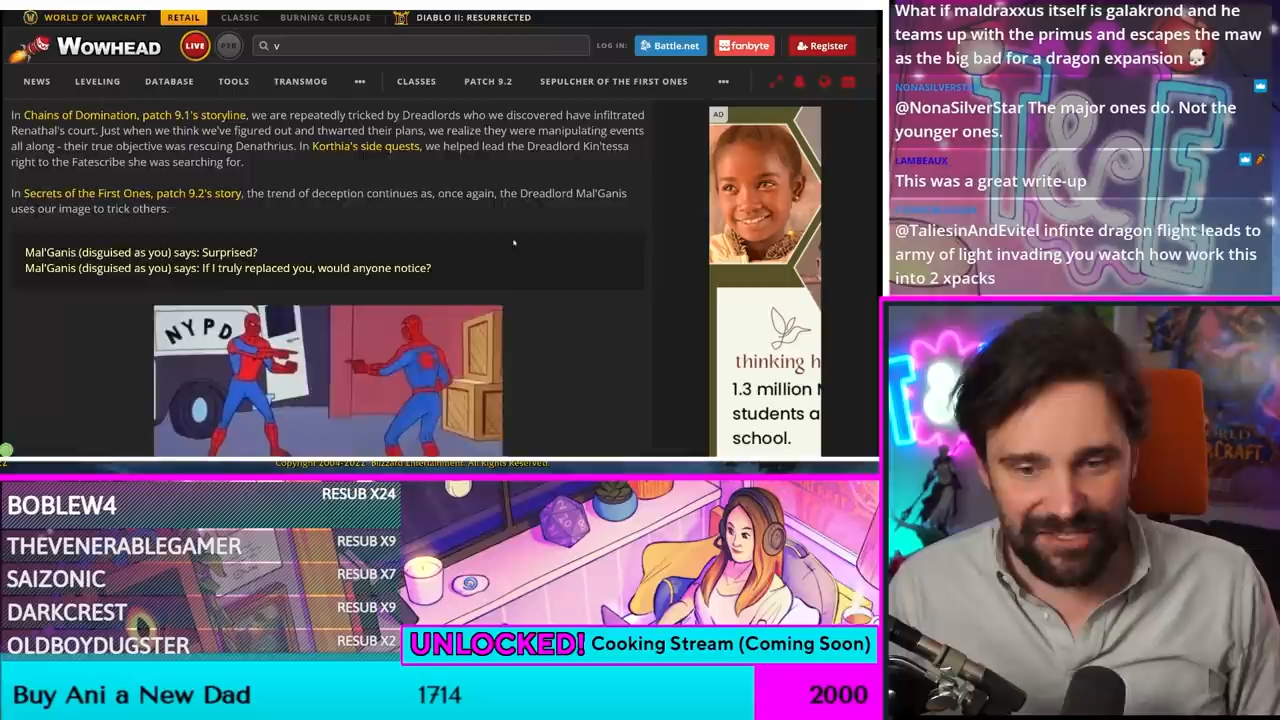 WORLD OF WARCRAFT RETAIL CLASSIC BURNING CRUSADE DIABLO II: RESURRECTED
WOWHEAD LIVE PTR v LOG IN: Battle.net fanbyte Register
NEWS LEVELING DATABASE TOOLS TRANSMOG ••• CLASSES PATCH 9.2 SEPULCHER OF THE FIRST ONES •••
In Chains of Domination, patch 9.1's storyline, we are repeatedly tricked by Dreadlords who we discovered have infiltrated
Renathal's court. Just when we think we've figured out and thwarted their plans, we realize they were manipulating events
all along - their true objective was rescuing Denathrius. In Korthia's side quests, we helped lead the Dreadlord Kin'tessa
right to the Fatescribe she was searching for.
In Secrets of the First Ones, patch 9.2's story, the trend of deception continues as, once again, the Dreadlord Mal'Ganis
uses our image to trick others.
Mal'Ganis (disguised as you) says: Surprised?
Mal'Ganis (disguised as you) says: If I truly replaced you, would anyone notice?
NYPD
AD
thinking h
1.3 million
students a
school.
Copyright 2004-2022 Blizzard Entertainment. All Rights Reserved.
What if maldraxxus itself is galakrond and he
teams up with the primus and escapes the maw
as the big bad for a dragon expansion
NONASILVERST
@NonaSilverStar The major ones do. Not the
younger ones.
LAMBEAUX
This was a great write-up
@TaliesinAndEvitel infinte dragon flight leads to
army of light invading you watch how work this
into 2 xpacks
BOBLEW4 RESUB X24
THEVENERABLEGAMER RESUB X9
SAIZONIC RESUB X7
DARKCREST RESUB X9
OLDBOYDUGSTER RESUB X2
UNLOCKED! Cooking Stream (Coming Soon)
Buy Ani a New Dad 1714 2000